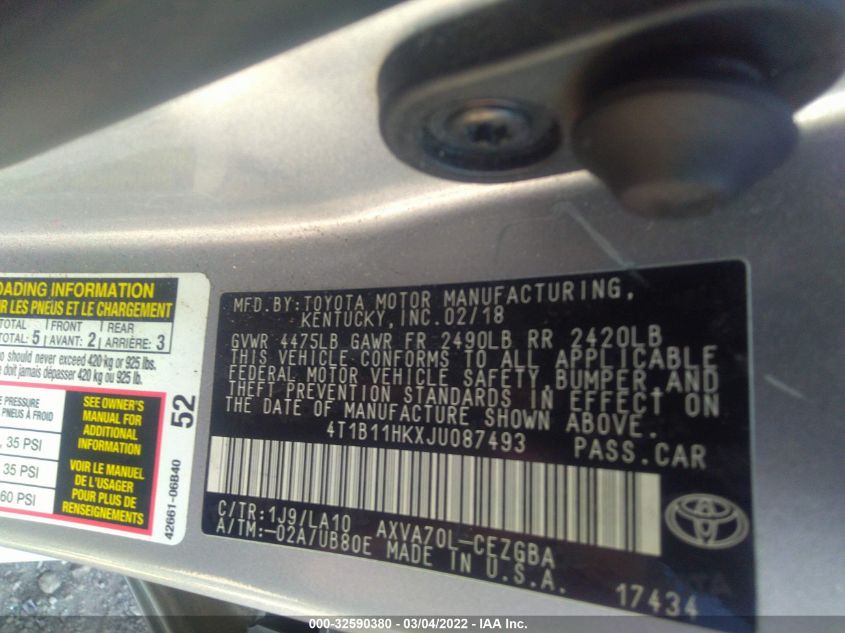 OADING INFORMATION
UR LES PNEUS ET LE CHARGEMENT
TOTAL FRONT REAR
TOTAL: 5 AVANT: 2 ARRIÈRE: 3
should never exceed 420 kg or 925 lbs.
doit jamais dépasser 420 kg ou 925 lb.
PRESSURE
PNEUS À FROID
, 35 PSI
35 PSI
60 PSI
SEE OWNER'S
MANUAL FOR
ADDITIONAL
INFORMATION
VOIR LE MANUEL
DE L'USAGER
POUR PLUS DE
RENSEIGNEMENTS
52
42661-06B40
MFD.BY:TOYOTA MOTOR MANUFACTURING,
KENTUCKY,INC.02/18
GVWR 4475LB GAWR FR 2490LB RR 2420LB
THIS VEHICLE CONFORMS TO ALL APPLICABLE
FEDERAL MOTOR VEHICLE SAFETY,BUMPER,AND
THEFT PREVENTION STANDARDS IN EFFECT ON
THE DATE OF MANUFACTURE SHOWN ABOVE.
4T1B11HKXJU087493 PASS.CAR
C/TR:1J9/LA10 AXVA70L-CEZGBA
A/TM:-02A/UB80E MADE IN U.S.A.
17434
000-32590380 - 03/04/2022 - IAA Inc.